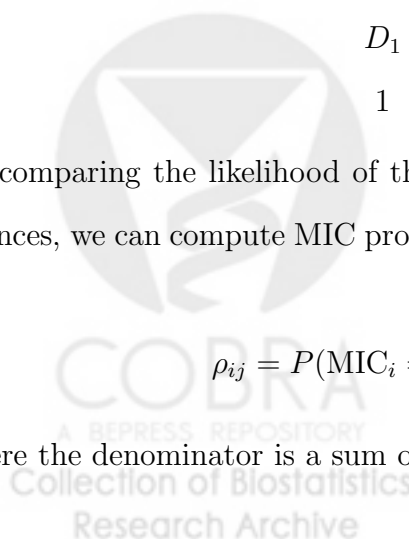 D₁
1
comparing the likelihood of th
nces, we can compute MIC pro
ρᵢⱼ = P(MICᵢ =
COBRA
A BEPRESS REPOSITORY
ere the denominator is a sum o
Collection of Biostatistics
Research Archive